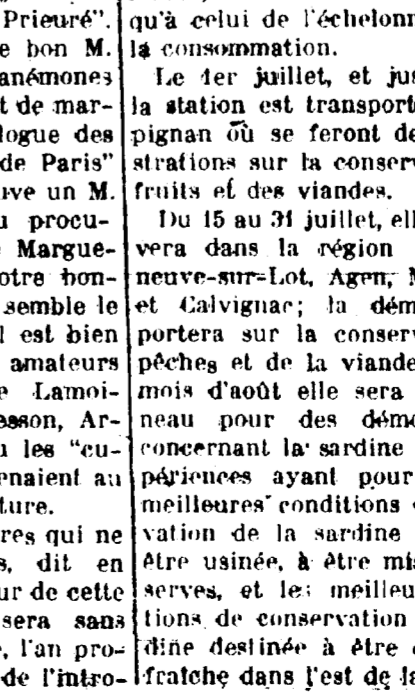 Prieuré".
e bon M.
anémones
t de mar-
logue des
de Paris"
uve un M.
u procu-
e Margue-
otre bon-
semble le
l est bien
amateurs
e Lamoi-
esson, Ar-
u les "cu-
enaient au
ture.
res qui ne
s, dit en
ur de cette
sera sans
, l'an pro-
de l'intro-
qu'à celui de l'échelonn
la consommation.
Le 1er juillet, et jus
la station est transport
pignan où se feront de
strations sur la conserv
fruits et des viandes.
Du 15 au 31 juillet, ell
vera dans la région
neuve-sur-Lot, Agen, M
et Calvignac; la dém
portera sur la conserv
pêches et de la viande
mois d'août elle sera
neau pour des démo
concernant la sardine
périences ayant pour
meilleures conditions
vation de la sardine
être usinée, à être mis
serves, et les meilleu
tions de conservation
dine destinée à être
fraîche dans l'est de la